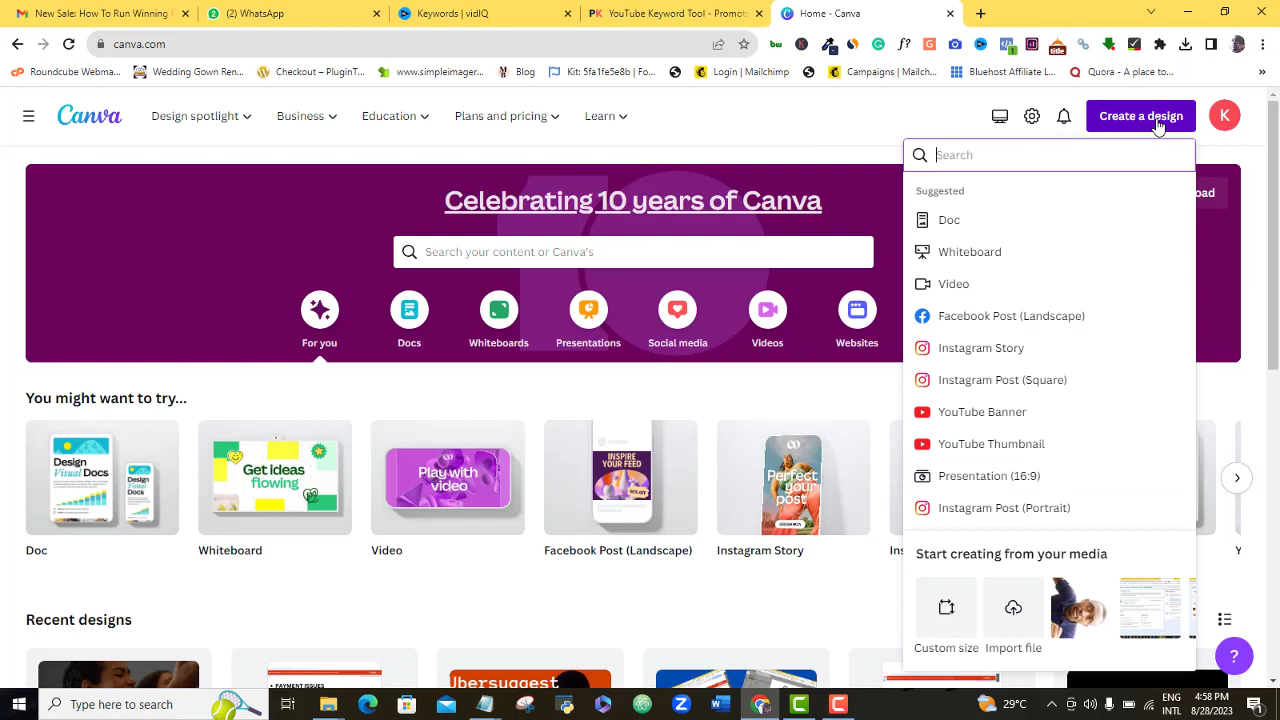 New For Sale: How To Run Winning F
(2) WhatsApp
Keywords | vidIQ
YouTube Keyword Tool - Promot
Home - Canva
canva.com
Roundcube Webma...
Wedding Gown Ren...
Checkout – PluginT...
www.simpleimager...
Blog
Kit: 5fa1fe5e8b | Fo...
Login | Mailchimp
Campaigns | Mailch...
Bluehost Affiliate L...
Quora - A place to...
Canva
Design spotlight
Business
Education
Plans and pricing
Learn
Create a design
K
Search
Suggested
Doc
Whiteboard
Video
Facebook Post (Landscape)
Instagram Story
Instagram Post (Square)
YouTube Banner
YouTube Thumbnail
Presentation (16:9)
Instagram Post (Portrait)
Start creating from your media
Custom size
Import file
oad
Celebrating 10 years of Canva
Search your content or Canva's
For you
Docs
Whiteboards
Presentations
Social media
Videos
Websites
You might want to try...
Design
Docs
Get ideas
flowing
Play with
video
INSPIRE
YOUR FEED
Perfect
your
post
Doc
Whiteboard
Video
Facebook Post (Landscape)
Instagram Story
Ins
Y
Recent designs
PAYMENT ISSUES
Ubersuggest
?
Type here to search
29°C
ENG
INTL
4:58 PM
8/28/2023